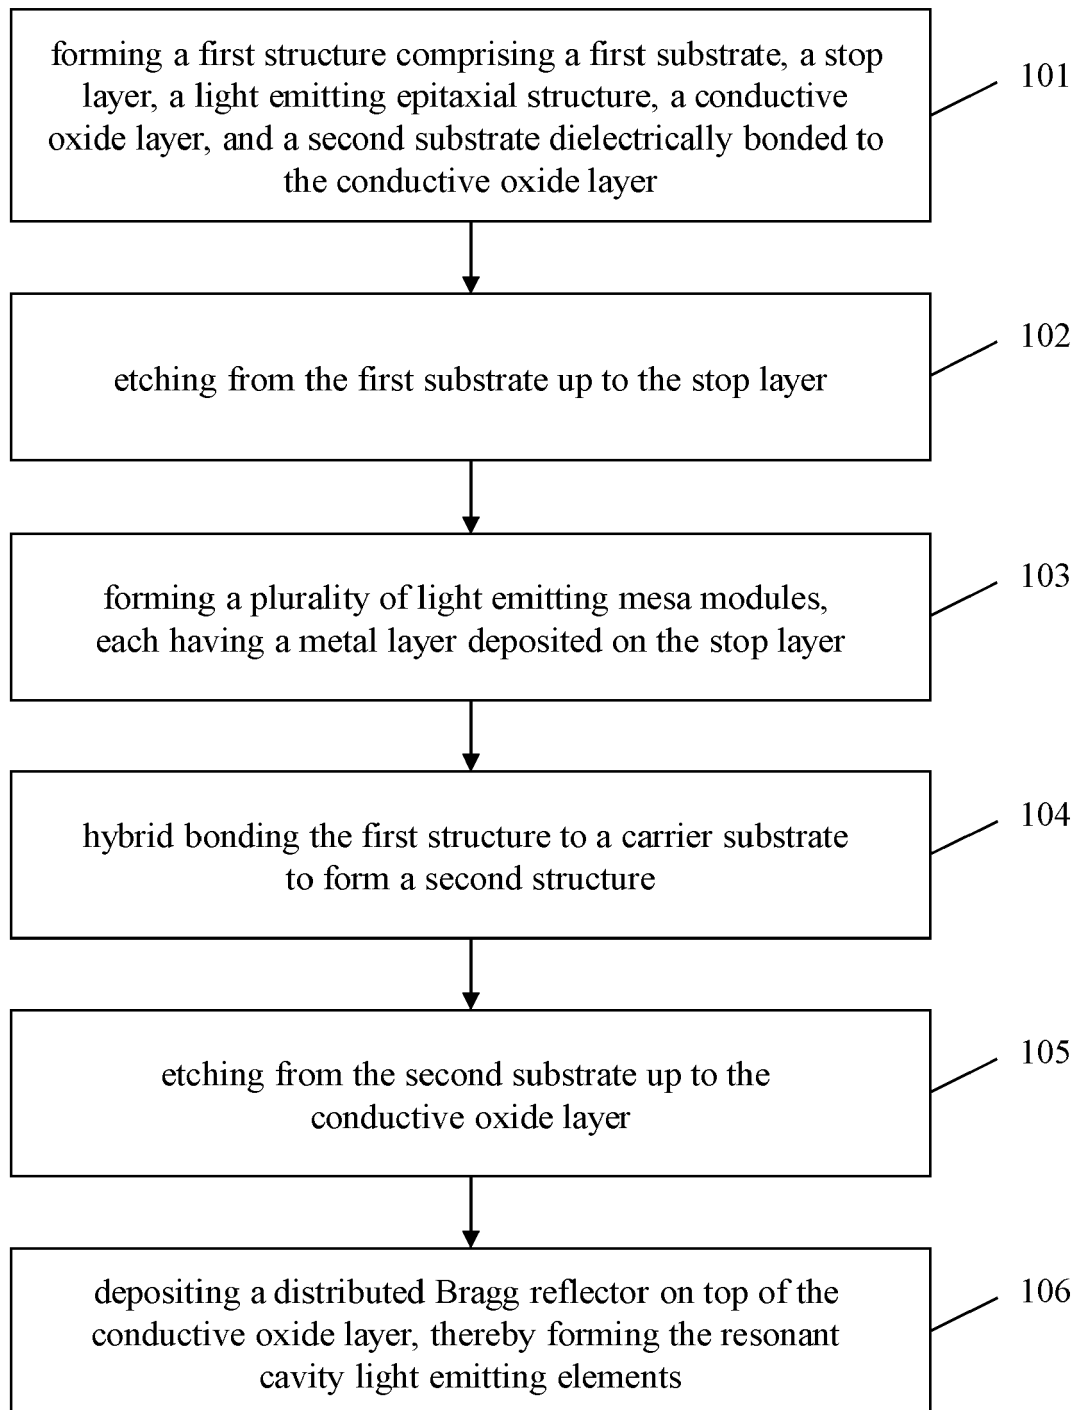 forming a first structure comprising a first substrate, a stop
layer, a light emitting epitaxial structure, a conductive
oxide layer, and a second substrate dielectrically bonded to
the conductive oxide layer
101
etching from the first substrate up to the stop layer
102
forming a plurality of light emitting mesa modules,
each having a metal layer deposited on the stop layer
103
hybrid bonding the first structure to a carrier substrate
to form a second structure
104
etching from the second substrate up to the
conductive oxide layer
105
depositing a distributed Bragg reflector on top of the
conductive oxide layer, thereby forming the resonant
cavity light emitting elements
106